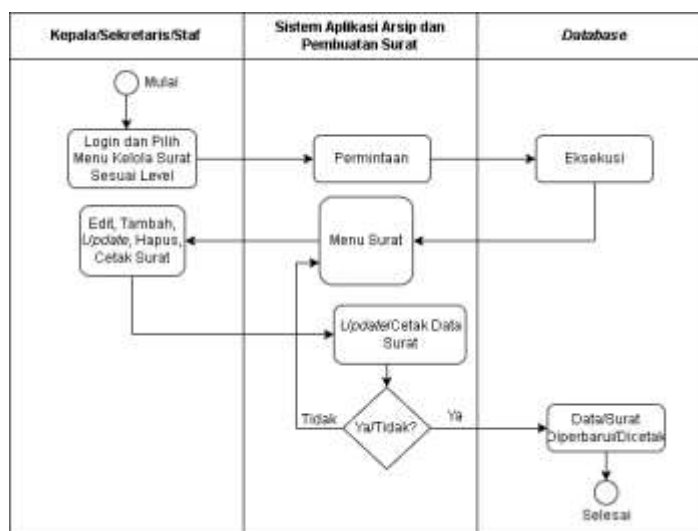 Kepala/Sekretaris/Staf
Sistem Aplikasi Arsip dan
Pembuatan Surat
Database
Mulai
Login dan Pilih
Menu Kelola Surat
Sesuai Level
Permintaan
Eksekusi
Edit, Tambah,
Update, Hapus,
Cetak Surat
Menu Surat
Update/Cetak Data
Surat
Tidak
Ya/Tidak?
Ya
Data/Surat
Diperbarui/Dicetak
Selesai